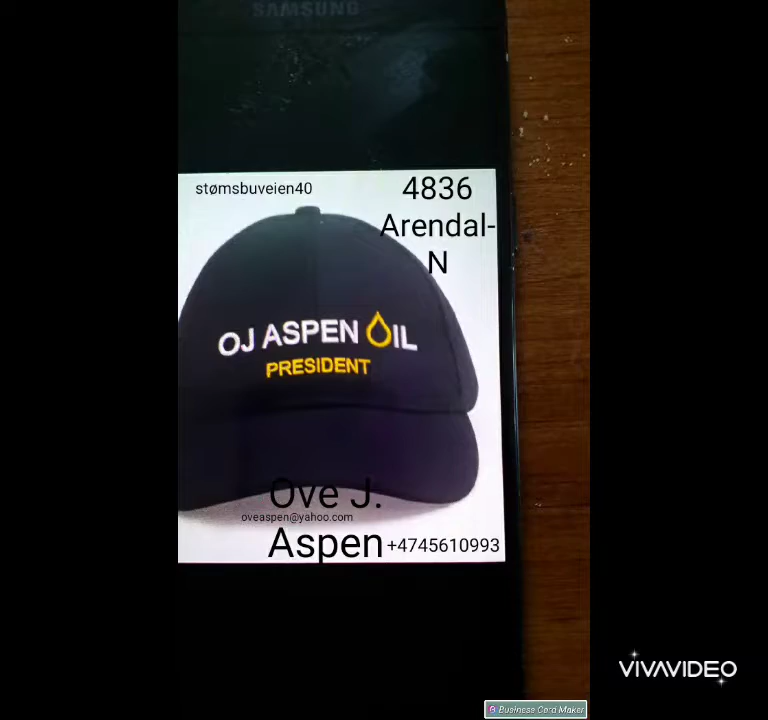 SAMSUNG
stømsbuveien40
4836
Arendal-
N
OJ ASPEN OIL
PRESIDENT
Ove J.
oveaspen@yahoo.com
Aspen
+4745610993
VIVAVIDEO
Business Card Maker